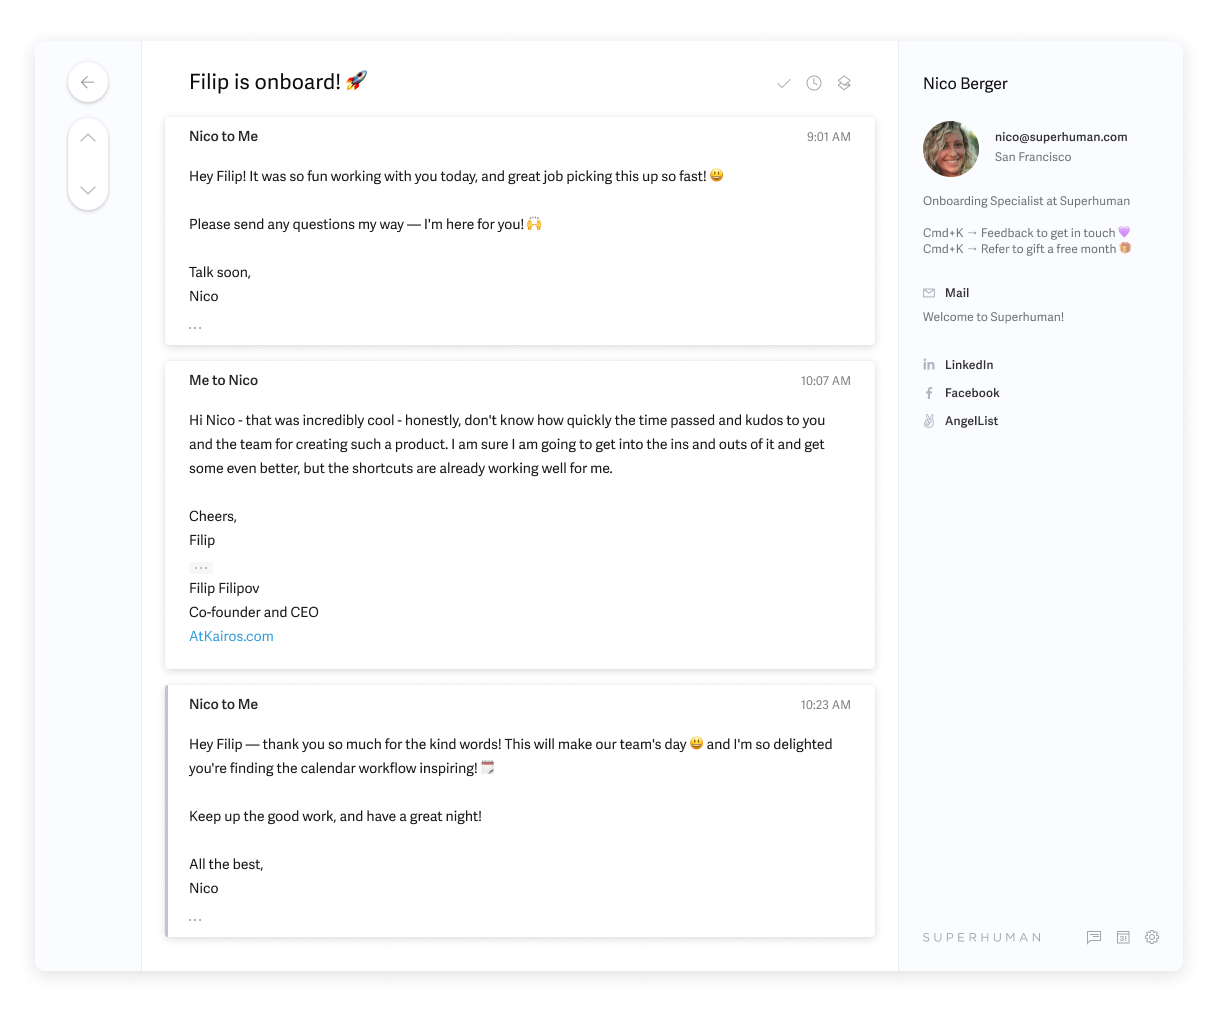 Filip is onboard! 🚀
Nico to Me
9:01 AM
Hey Filip! It was so fun working with you today, and great job picking this up so fast! 😃
Please send any questions my way — I'm here for you! 🙌
Talk soon,
Nico
...
Me to Nico
10:07 AM
Hi Nico - that was incredibly cool - honestly, don't know how quickly the time passed and kudos to you
and the team for creating such a product. I am sure I am going to get into the ins and outs of it and get
some even better, but the shortcuts are already working well for me.
Cheers,
Filip
...
Filip Filipov
Co-founder and CEO
AtKairos.com
Nico to Me
10:23 AM
Hey Filip — thank you so much for the kind words! This will make our team's day 😃 and I'm so delighted
you're finding the calendar workflow inspiring! 🗓️
Keep up the good work, and have a great night!
All the best,
Nico
...
Nico Berger
nico@superhuman.com
San Francisco
Onboarding Specialist at Superhuman
Cmd+K → Feedback to get in touch 💜
Cmd+K → Refer to gift a free month 🎁
Mail
Welcome to Superhuman!
LinkedIn
Facebook
AngelList
SUPERHUMAN
31